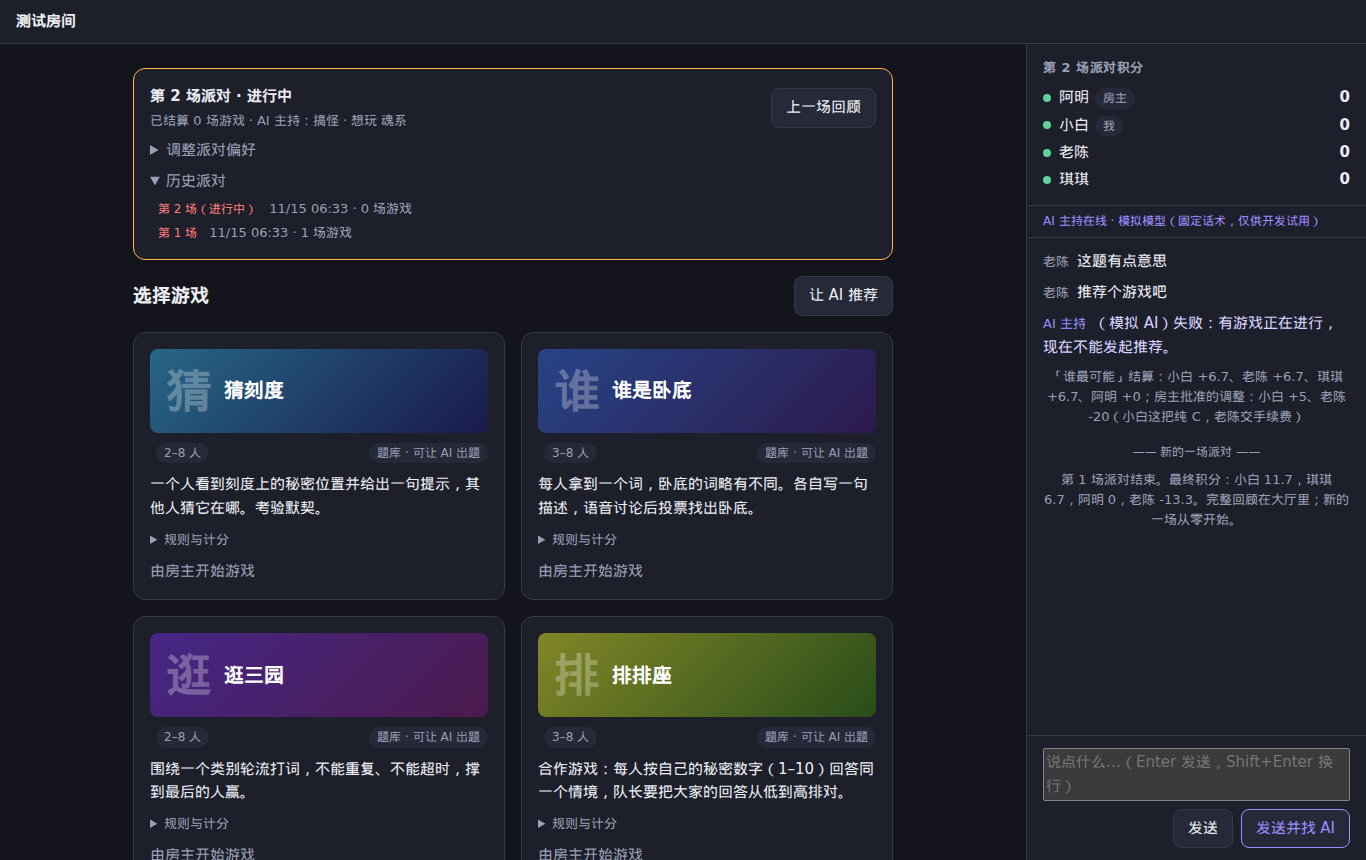 测试房间
第 2 场派对 · 进行中
已结算 0 场游戏 · AI 主持：搞怪 · 想玩 魂系
上一场回顾
▶ 调整派对偏好
▼ 历史派对
第 2 场（进行中） 11/15 06:33 · 0 场游戏
第 1 场 11/15 06:33 · 1 场游戏
选择游戏
让 AI 推荐
猜 猜刻度
2–8 人 题库 · 可让 AI 出题
一个人看到刻度上的秘密位置并给出一句提示，其
他人猜它在哪。考验默契。
▶ 规则与计分
由房主开始游戏
谁 谁是卧底
3–8 人 题库 · 可让 AI 出题
每人拿到一个词，卧底的词略有不同。各自写一句
描述，语音讨论后投票找出卧底。
▶ 规则与计分
由房主开始游戏
逛 逛三园
2–8 人 题库 · 可让 AI 出题
围绕一个类别轮流打词，不能重复、不能超时，撑
到最后的人赢。
▶ 规则与计分
由房主开始游戏
排 排排座
3–8 人 题库 · 可让 AI 出题
合作游戏：每人按自己的秘密数字（1–10）回答同
一个情境，队长要把大家的回答从低到高排对。
▶ 规则与计分
由房主开始游戏
第 2 场派对积分
阿明 房主 0
小白 我 0
老陈 0
琪琪 0
AI 主持在线 · 模拟模型（固定话术，仅供开发试用）
老陈 这题有点意思
老陈 推荐个游戏吧
AI 主持 （模拟 AI）失败：有游戏正在进行，
现在不能发起推荐。
「谁最可能」结算：小白 +6.7、老陈 +6.7、琪琪
+6.7、阿明 +0；房主批准的调整：小白 +5、老陈
-20（小白这把纯 C，老陈交手续费）
—— 新的一场派对 ——
第 1 场派对结束。最终积分：小白 11.7，琪琪
6.7，阿明 0，老陈 -13.3。完整回顾在大厅里；新的
一场从零开始。
说点什么…（Enter 发送，Shift+Enter 换
行）
发送
发送并找 AI